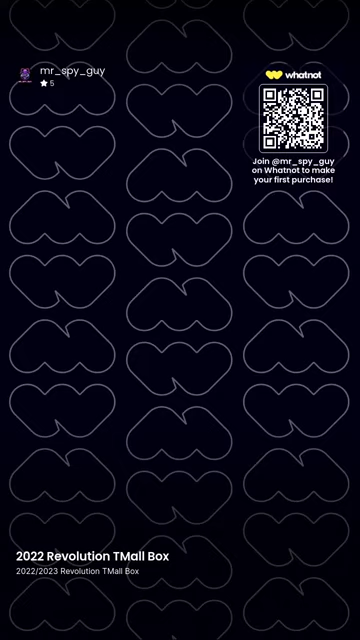 mr_spy_guy
5
whatnot
Join @mr_spy_guy
on Whatnot to make
your first purchase!
2022 Revolution TMall Box
2022/2023 Revolution TMall Box